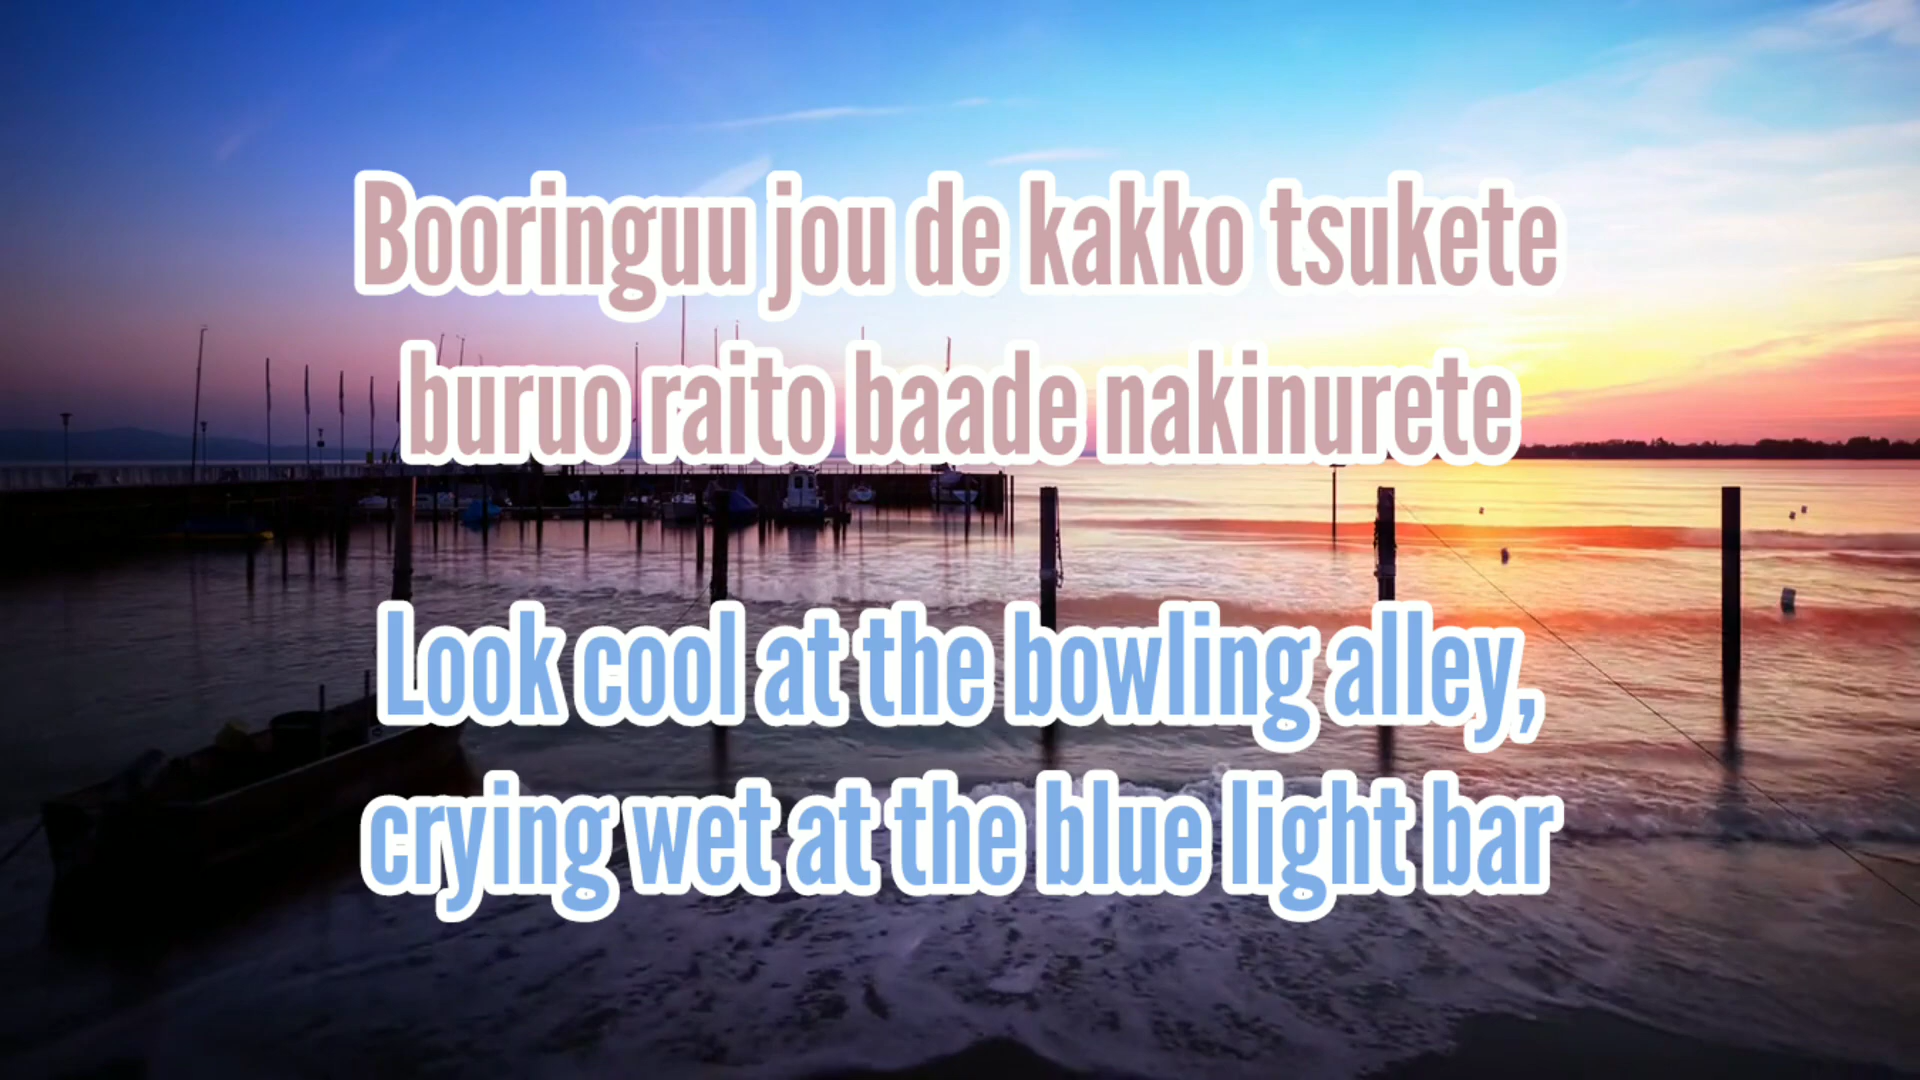 Booringuu jou de kakko tsukete
buruo raito baade nakinurete
Look cool at the bowling alley,
crying wet at the blue light bar